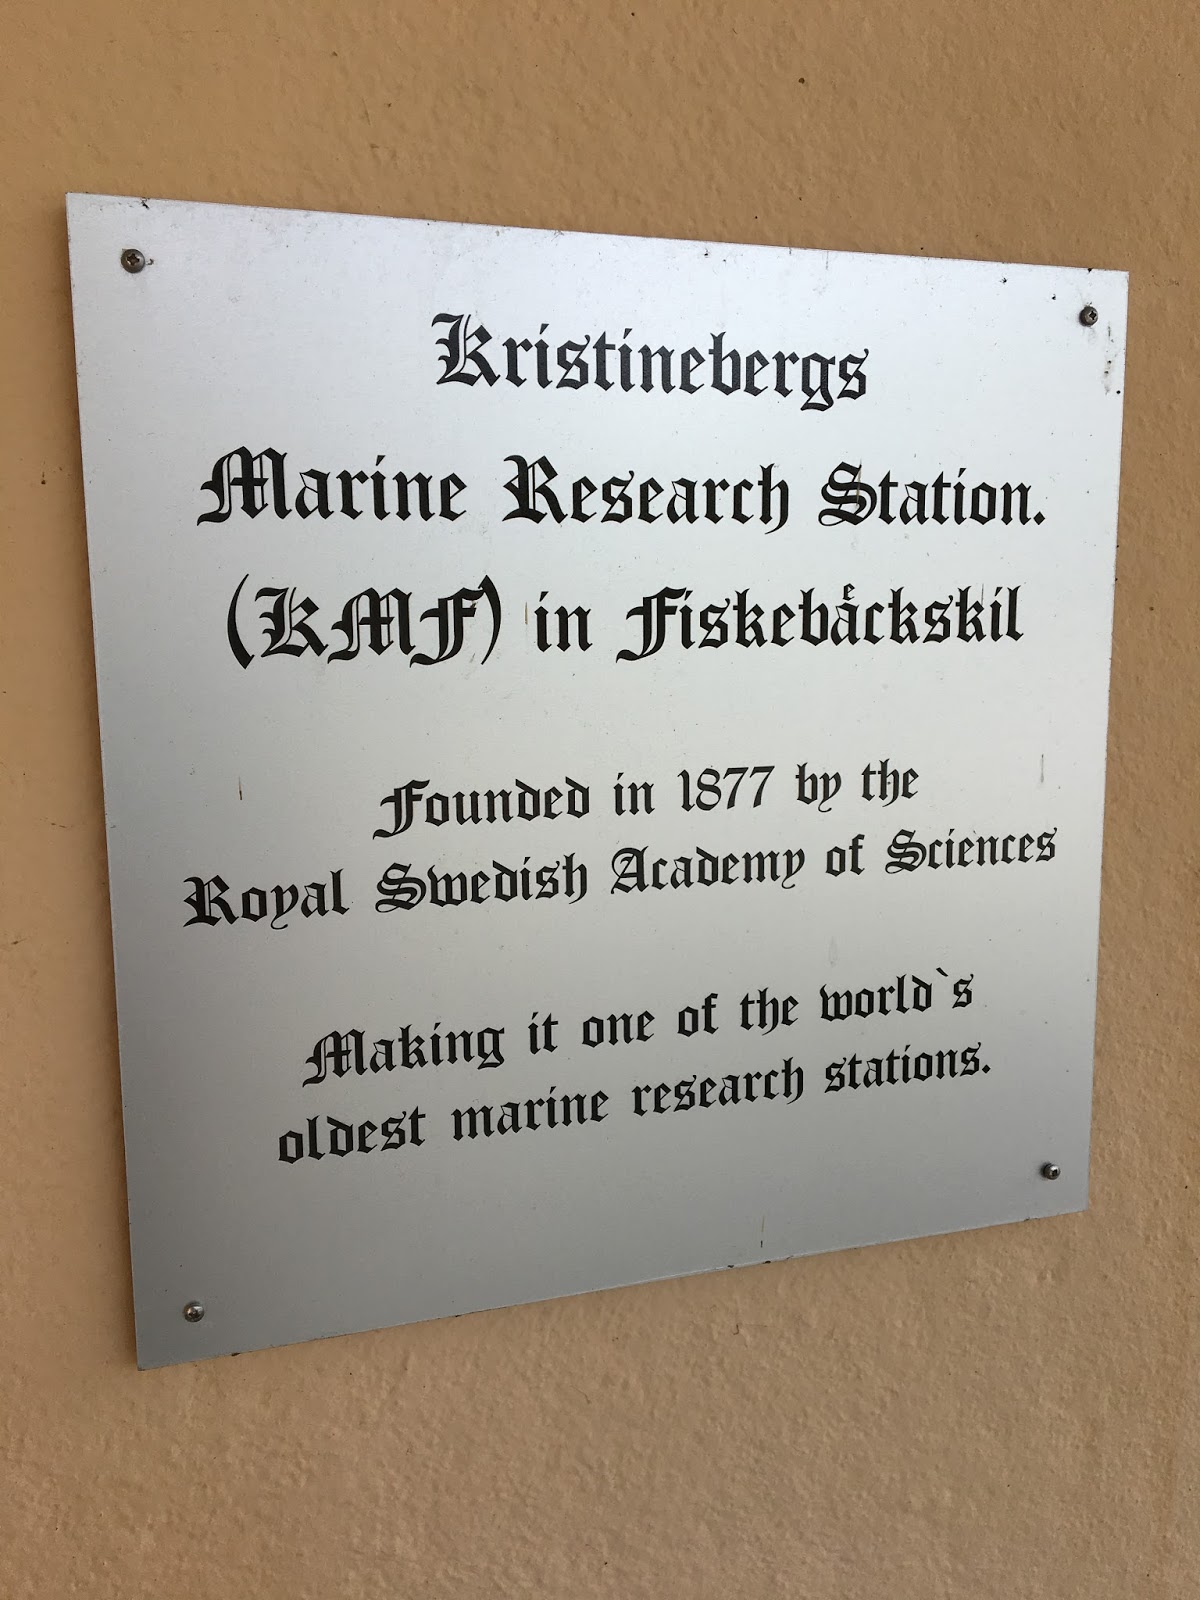 Kristinebergs
Marine Research Station.
(KMF) in Fiskebäckskil
Founded in 1877 by the
Royal Swedish Academy of Sciences
Making it one of the world`s
oldest marine research stations.